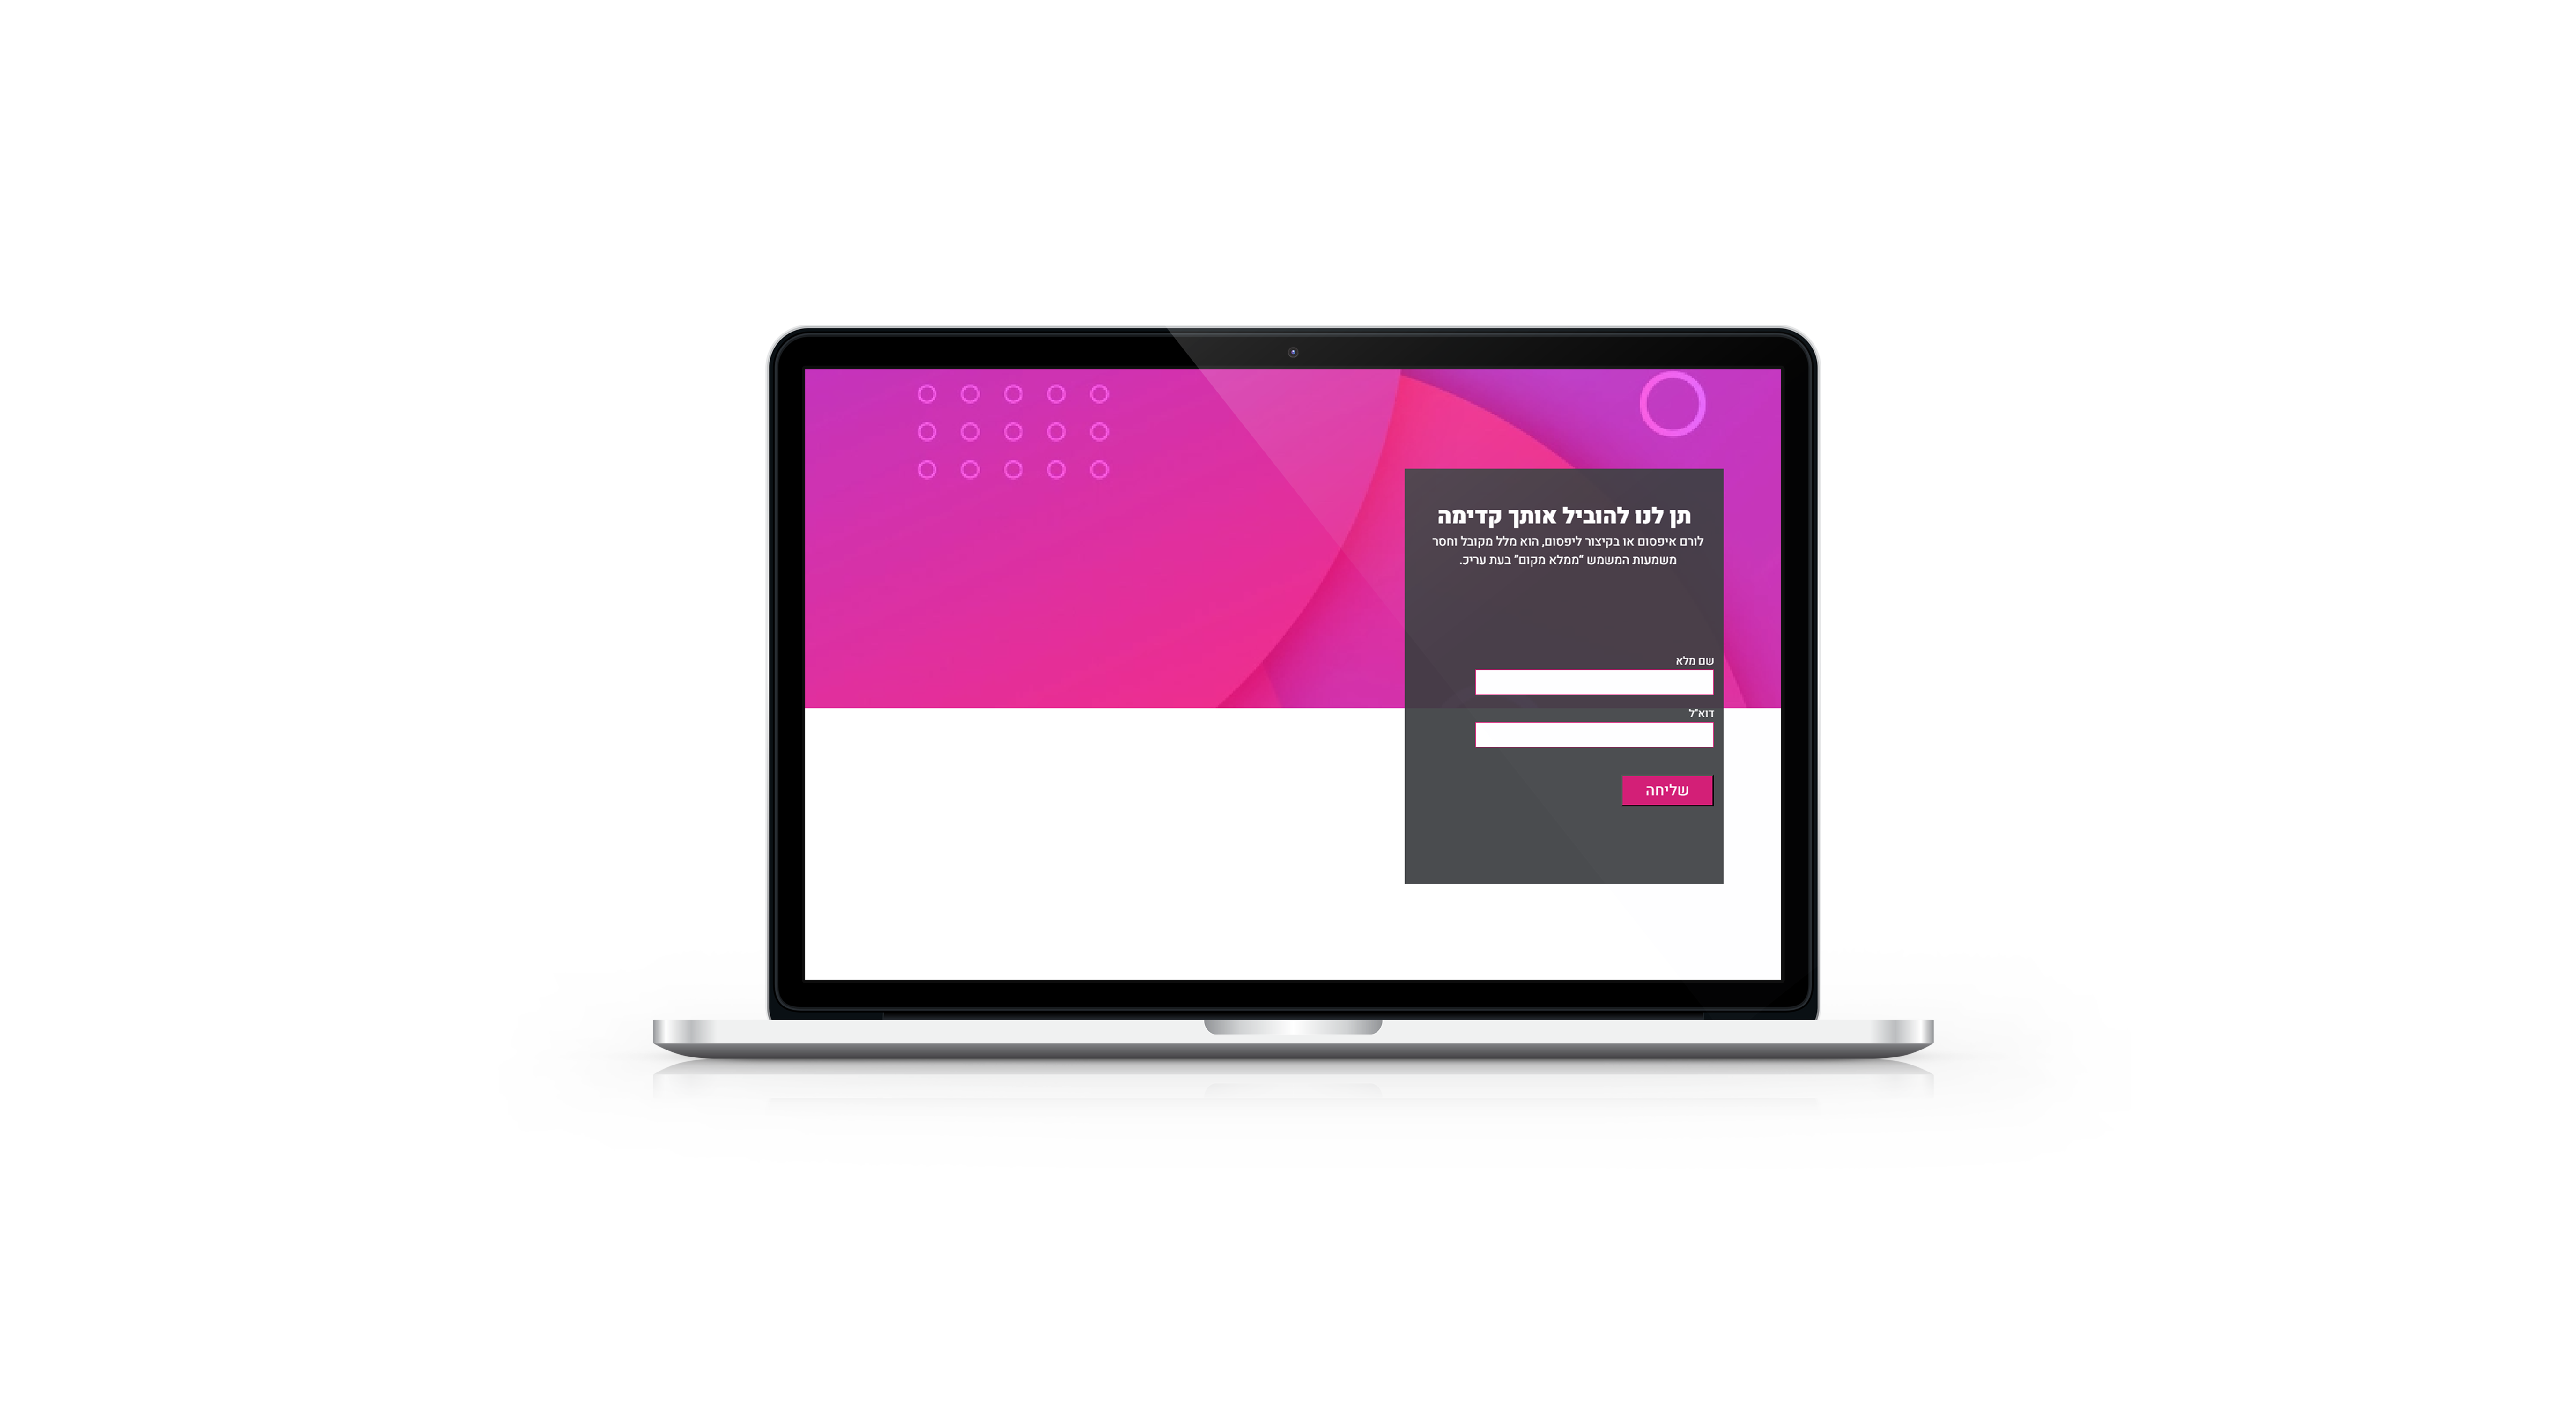 תן לנו להוביל אותך קדימה
לורם איפסום או בקיצור ליפסום, הוא מלל מקובל וחסר
משמעות המשמש "ממלא מקום" בעת עריכ.
שם מלא
דוא"ל
שליחה